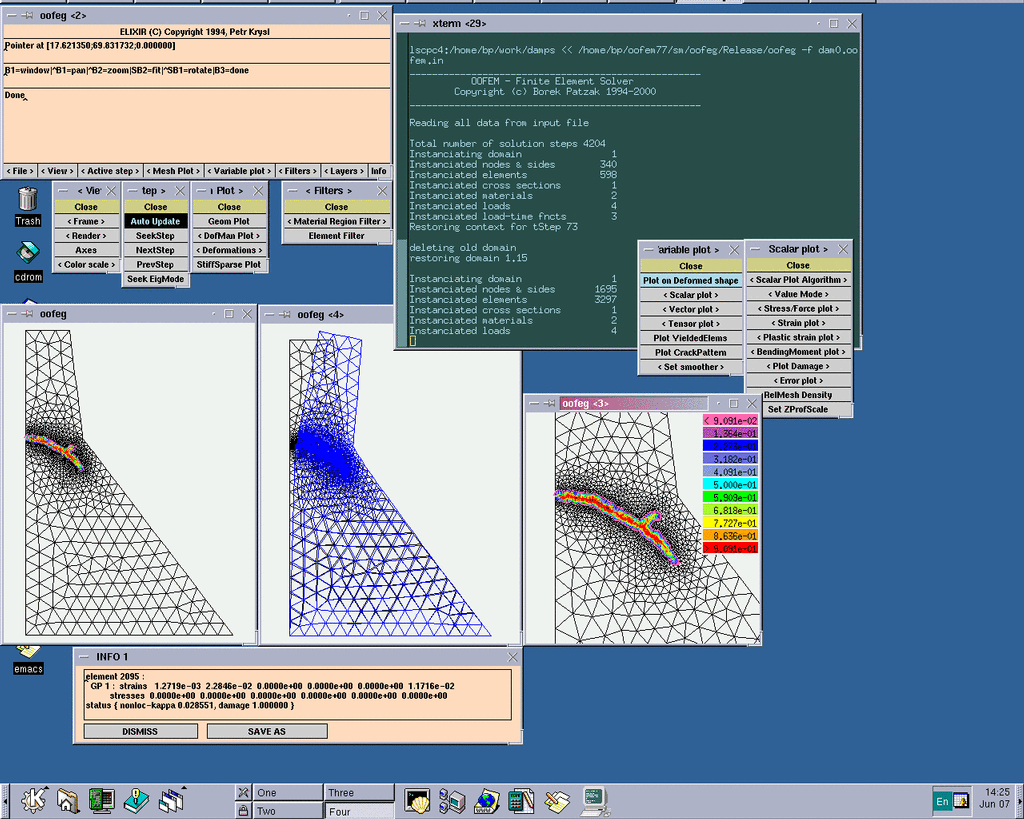 oofeg <2>
ELIXIR (C) Copyright 1994, Petr Krysl
Pointer at [17.621350;69.831732;0.000000]
B1=window|^B1=pan|^B2=zoom|SB2=fit|^SB1=rotate|B3=done
Done
< File >
< View >
< Active step >
< Mesh Plot >
< Variable plot >
< Filters >
< Layers >
Info
xterm <29>
lscpc4:/home/bp/work/damps << /home/bp/oofem77/sm/oofeg/Release/oofeg -f dam0.oo
fem.in
OOFEM - Finite Element Solver
Copyright (c) Borek Patzak 1994-2000
Reading all data from input file
Total number of solution steps 4204
Instanciating domain 1
Instanciated nodes & sides 340
Instanciated elements 598
Instanciated cross sections 1
Instanciated materials 2
Instanciated loads 4
Instanciated load-time fncts 3
Restoring context for tStep 73
deleting old domain
restoring domain 1.15
Instanciating domain 1
Instanciated nodes & sides 1695
Instanciated elements 3297
Instanciated cross sections 1
Instanciated materials 2
Instanciated loads 4
Trash
cdrom
emacs
< Vie
Close
< Frame >
< Render >
Axes
< Color scale >
tep >
Close
Auto Update
SeekStep
NextStep
PrevStep
Seek EigMode
ı Plot >
Close
Geom Plot
< DofMan Plot >
< Deformations >
StiffSparse Plot
< Filters >
Close
< Material Region Filter >
Element Filter
'ariable plot >
Close
Plot on Deformed shape
< Scalar plot >
< Vector plot >
< Tensor plot >
Plot YieldedElems
Plot CrackPattern
< Set smoother >
Scalar plot >
Close
< Scalar Plot Algorithm >
< Value Mode >
< Stress/Force plot >
< Strain plot >
< Plastic strain plot >
< BendingMoment plot >
< Plot Damage >
< Error plot >
RelMesh Density
Set ZProfScale
oofeg
oofeg <4>
oofeg <3>
< 9.091e-02
1.364e-01
3.182e-01
4.091e-01
5.000e-01
5.909e-01
6.818e-01
7.727e-01
8.636e-01
> 9.091e-01
INFO 1
element 2095 :
GP 1 : strains 1.2719e-03 2.2846e-02 0.0000e+00 0.0000e+00 0.0000e+00 1.1716e-02
stresses 0.0000e+00 0.0000e+00 0.0000e+00 0.0000e+00 0.0000e+00 0.0000e+00
status { nonloc-kappa 0.028551, damage 1.000000 }
DISMISS
SAVE AS
One
Two
Three
Four
En
14:25
Jun 07